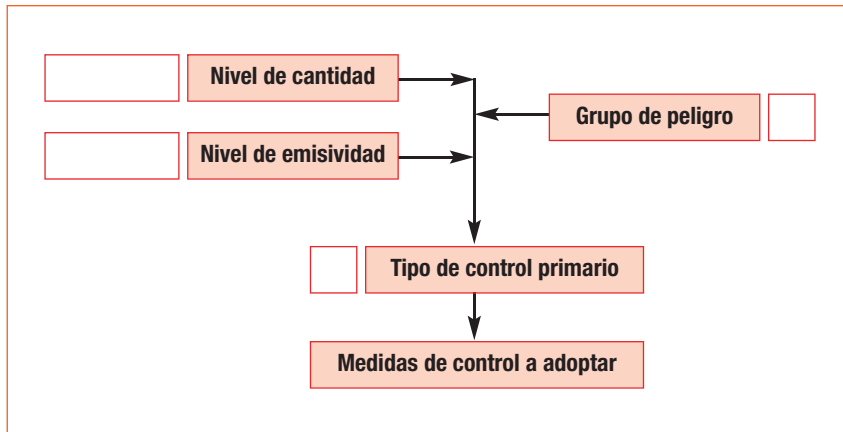 Nivel de cantidad
Grupo de peligro
Nivel de emisividad
Tipo de control primario
Medidas de control a adoptar